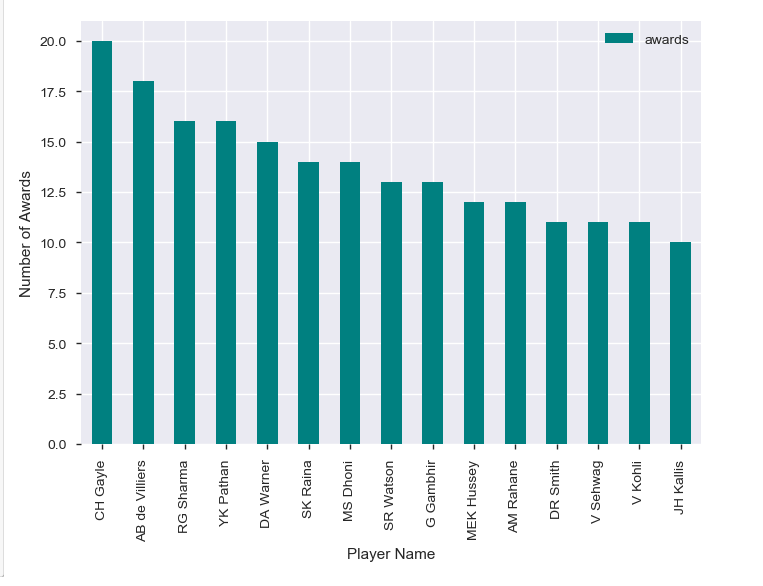 awards
20.0
17.5
15.0
12.5
10.0
7.5
5.0
2.5
0.0
Number of Awards
CH Gayle
AB de Villiers
RG Sharma
YK Pathan
DA Warner
SK Raina
MS Dhoni
SR Watson
G Gambhir
MEK Hussey
AM Rahane
DR Smith
V Sehwag
V Kohli
JH Kallis
Player Name